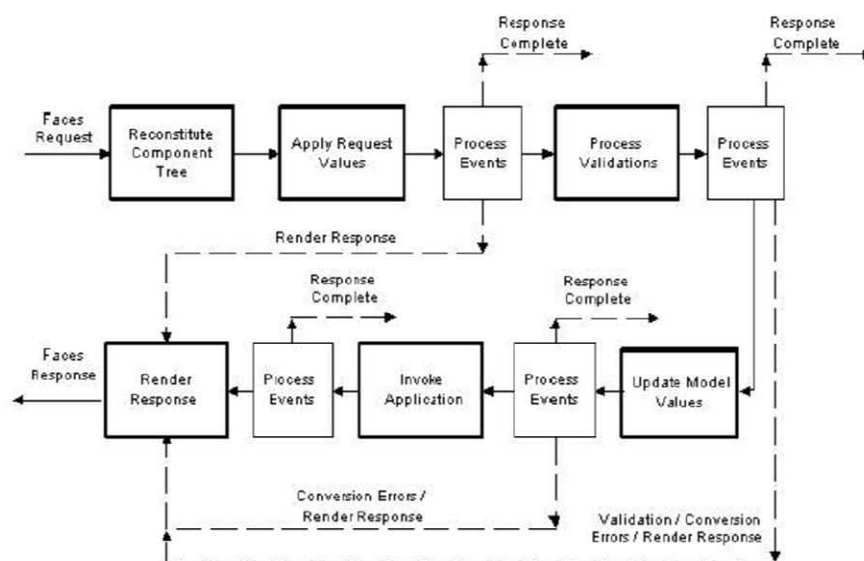 Response
Complete
Response
Complete
Faces
Request
Reconstitute
Component
Tree
Apply Request
Values
Process
Events
Process
Validations
Process
Events
Render Response
Response
Complete
Response
Complete
Faces
Response
Render
Response
Process
Events
Invoke
Application
Process
Events
Update Model
Values
Conversion Errors /
Render Response
Validation / Conversion
Errors / Render Response